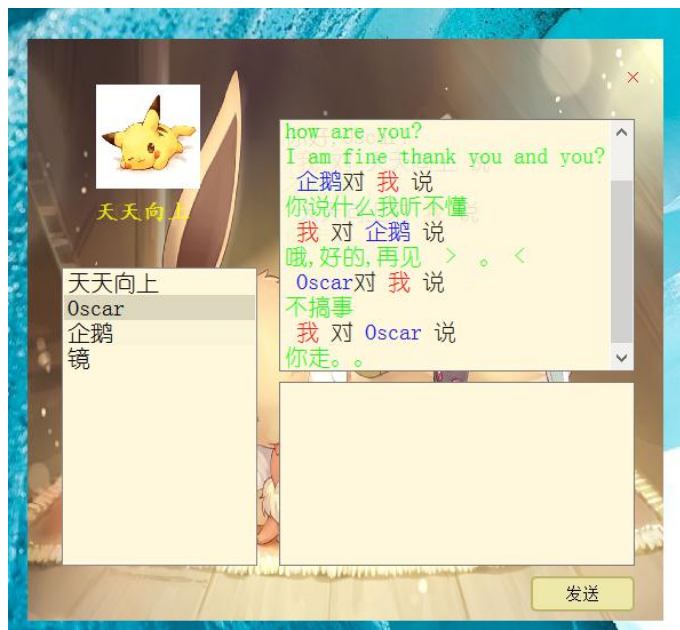 ×
天天向上
how are you?
I am fine thank you and you?
企鹅对 我 说
你说什么我听不懂
我 对 企鹅 说
哦,好的,再见 > 。 <
Oscar对 我 说
不搞事
我 对 Oscar 说
你走。。
天天向上
Oscar
企鹅
镜
发送